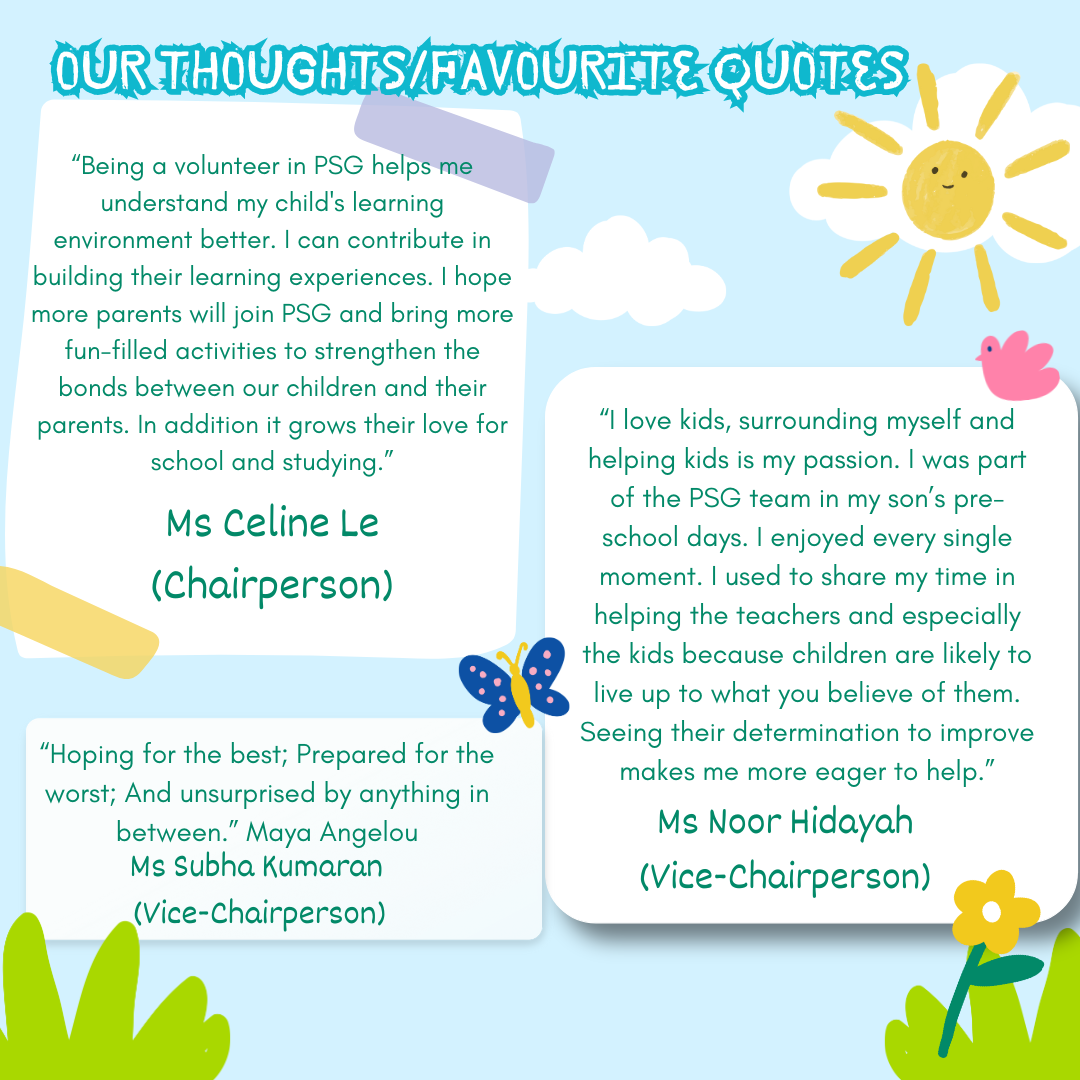 OUR THOUGHTS/FAVOURITE QUOTES
“Being a volunteer in PSG helps me
understand my child's learning
environment better. I can contribute in
building their learning experiences. I hope
more parents will join PSG and bring more
fun-filled activities to strengthen the
bonds between our children and their
parents. In addition it grows their love for
school and studying.”
Ms Celine Le
(Chairperson)
“I love kids, surrounding myself and
helping kids is my passion. I was part
of the PSG team in my son’s pre-
school days. I enjoyed every single
moment. I used to share my time in
helping the teachers and especially
the kids because children are likely to
live up to what you believe of them.
Seeing their determination to improve
makes me more eager to help.”
Ms Noor Hidayah
(Vice-Chairperson)
“Hoping for the best; Prepared for the
worst; And unsurprised by anything in
between.” Maya Angelou
Ms Subha Kumaran
(Vice-Chairperson)